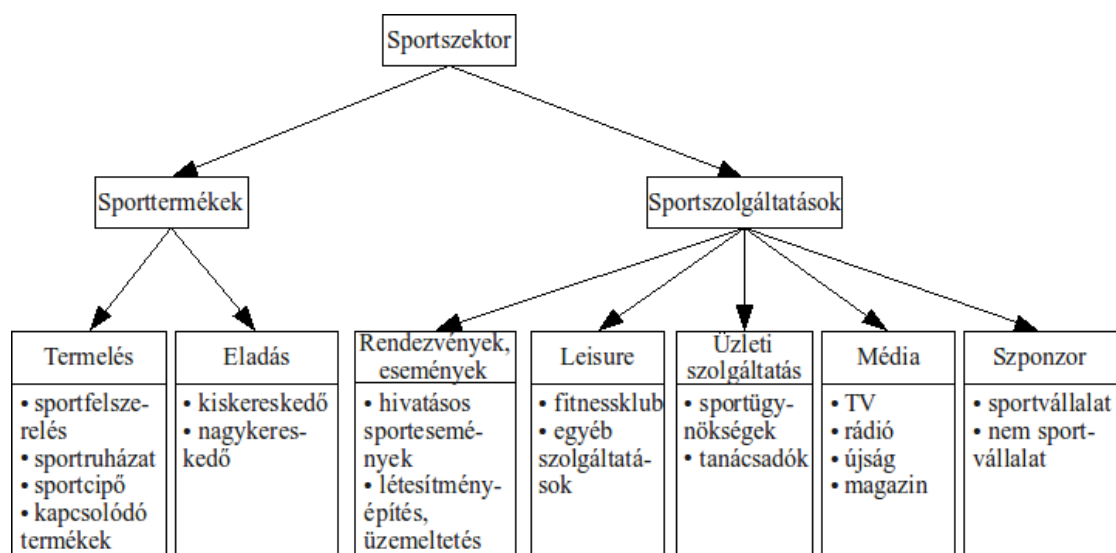 Sportszektor
Sporttermékek
Sportszolgáltatások
Termelés
• sportfelsze-
relés
• sportruházat
• sportcipő
• kapcsolódó
termékek
Eladás
• kiskereskedő
• nagykeres-
kedő
Rendezvények,
események
• hivatásos
sportesemé-
nyek
• létesítmény-
építés,
üzemeltetés
Leisure
• fitnessklub
• egyéb
szolgáltatá-
sok
Üzleti
szolgáltatás
• sportügy-
nökségek
• tanácsadók
Média
• TV
• rádió
• újság
• magazin
Szponzor
• sportvállalat
• nem sport-
vállalat